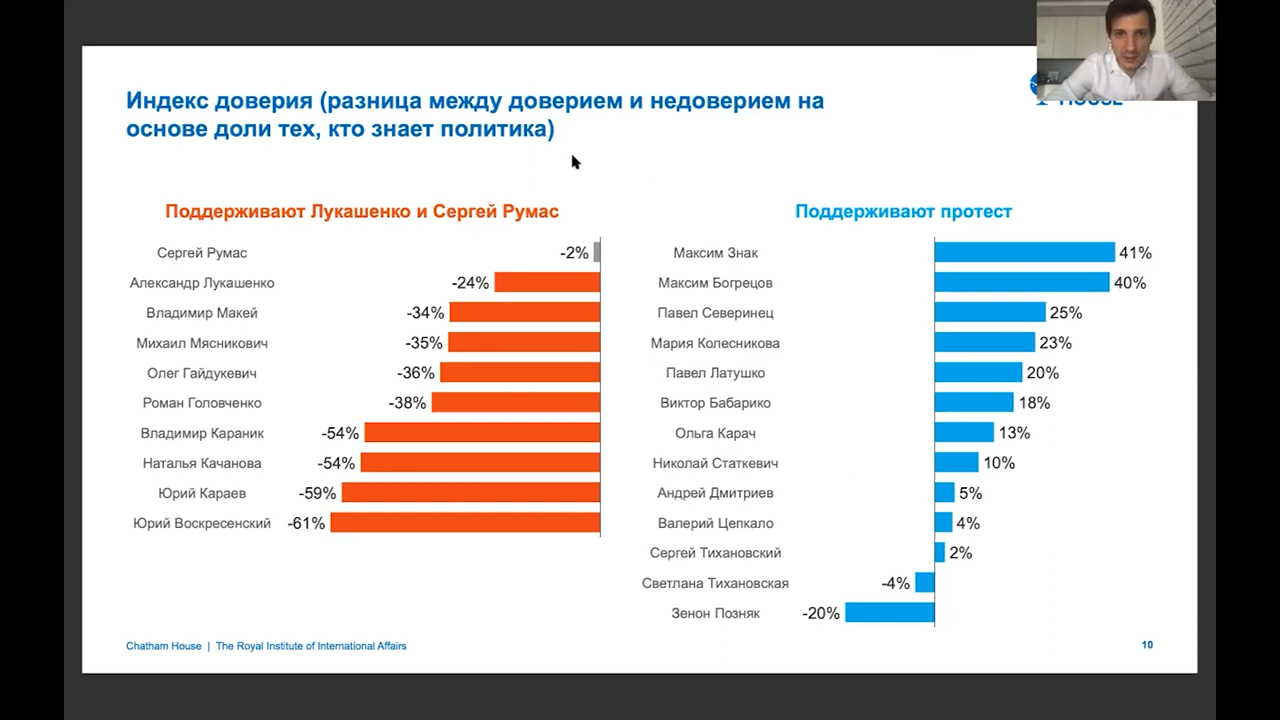 Индекс доверия (разница между доверием и недоверием на
основе доли тех, кто знает политика)
HOUSE
Поддерживают Лукашенко и Сергей Румас
Сергей Румас -2%
Александр Лукашенко -24%
Владимир Макей -34%
Михаил Мясникович -35%
Олег Гайдукевич -36%
Роман Головченко -38%
Владимир Караник -54%
Наталья Качанова -54%
Юрий Караев -59%
Юрий Воскресенский -61%
Поддерживают протест
Максим Знак 41%
Максим Богрецов 40%
Павел Северинец 25%
Мария Колесникова 23%
Павел Латушко 20%
Виктор Бабарико 18%
Ольга Карач 13%
Николай Статкевич 10%
Андрей Дмитриев 5%
Валерий Цепкало 4%
Сергей Тихановский 2%
Светлана Тихановская -4%
Зенон Позняк -20%
Chatham House | The Royal Institute of International Affairs
10